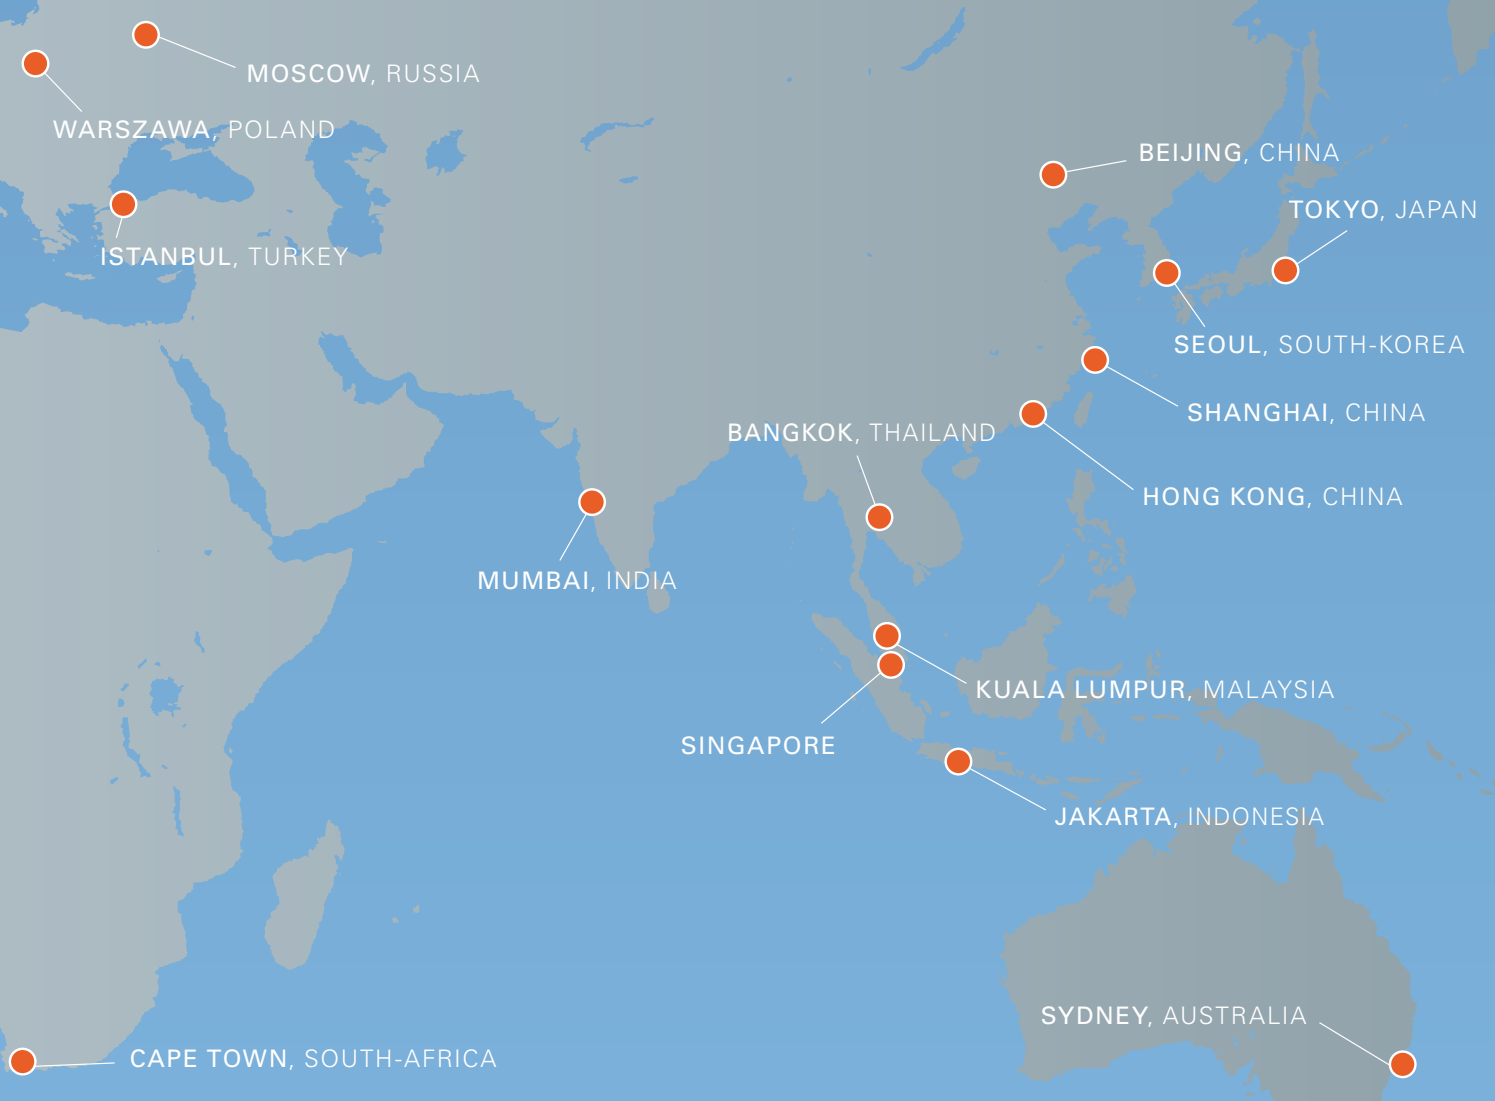 MOSCOW, RUSSIA
WARSZAWA, POLAND
BEIJING, CHINA
TOKYO, JAPAN
ISTANBUL, TURKEY
SEOUL, SOUTH-KOREA
SHANGHAI, CHINA
BANGKOK, THAILAND
HONG KONG, CHINA
MUMBAI, INDIA
KUALA LUMPUR, MALAYSIA
SINGAPORE
JAKARTA, INDONESIA
SYDNEY, AUSTRALIA
CAPE TOWN, SOUTH-AFRICA